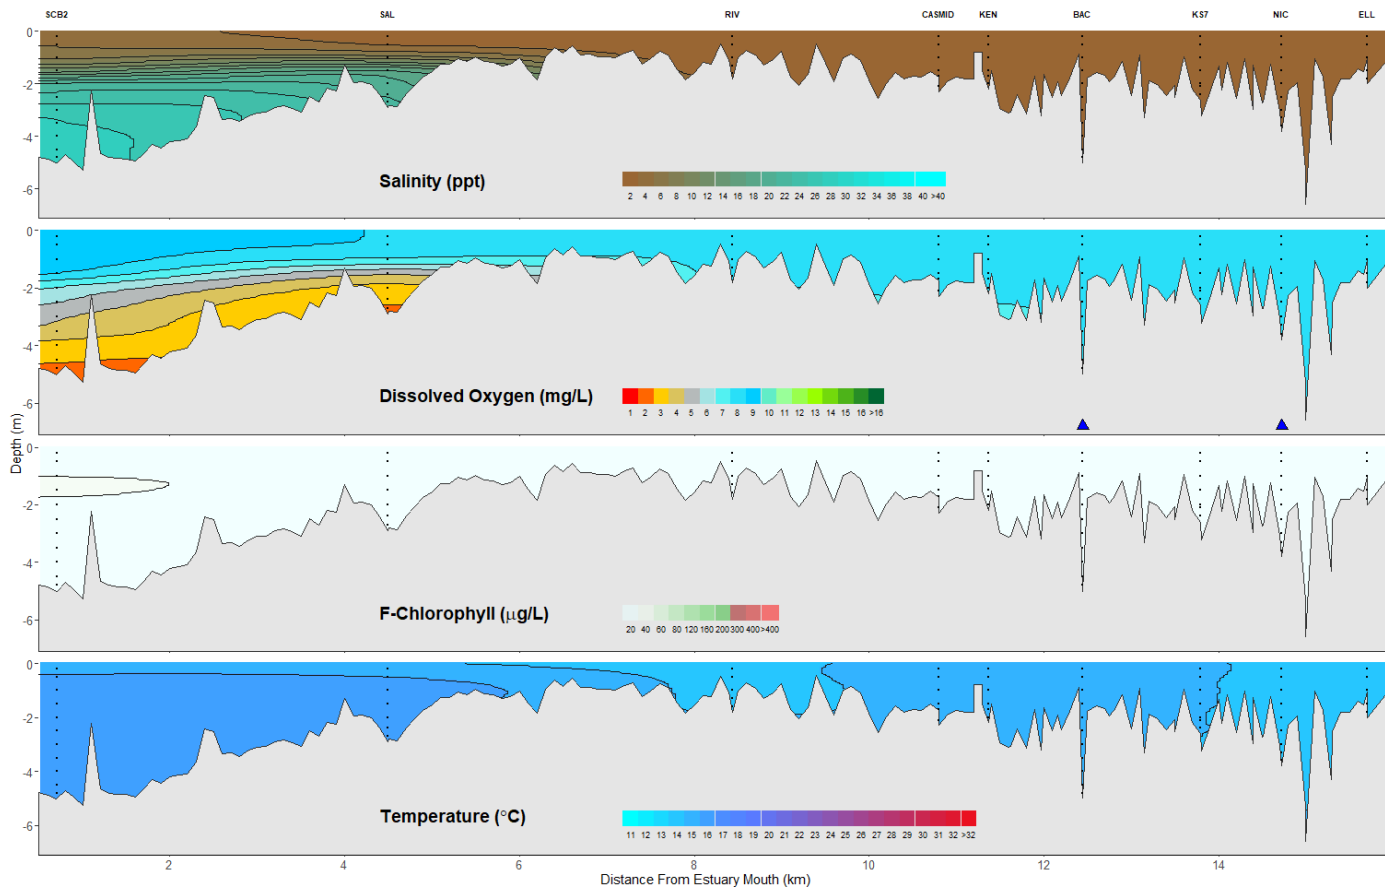 SCB2 SAL RIV CASMID KEN BAC KS7 NIC ELL
0
-2
-4
-6
Salinity (ppt)
2 4 6 8 10 12 14 16 18 20 22 24 26 28 30 32 34 36 38 40 >40
0
-2
-4
-6
Dissolved Oxygen (mg/L)
1 2 3 4 5 6 7 8 9 10 11 12 13 14 15 16 >16
Depth (m)
0
-2
-4
-6
F-Chlorophyll (µg/L)
20 40 60 80 120 160 200 300 400 >400
0
-2
-4
-6
Temperature (°C)
11 12 13 14 15 16 17 18 19 20 21 22 23 24 25 26 27 28 29 30 31 32 >32
2 4 6 8 10 12 14
Distance From Estuary Mouth (km)